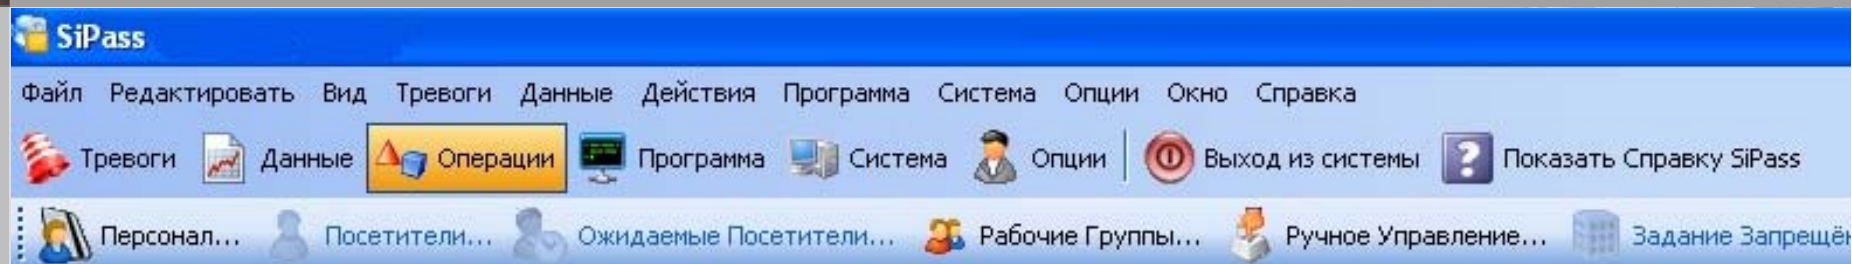 SiPass
Файл Редактировать Вид Тревоги Данные Действия Программа Система Опции Окно Справка
Тревоги Данные Операции Программа Система Опции Выход из системы Показать Справку SiPass
Персонал... Посетители... Ожидаемые Посетители... Рабочие Группы... Ручное Управление... Задание